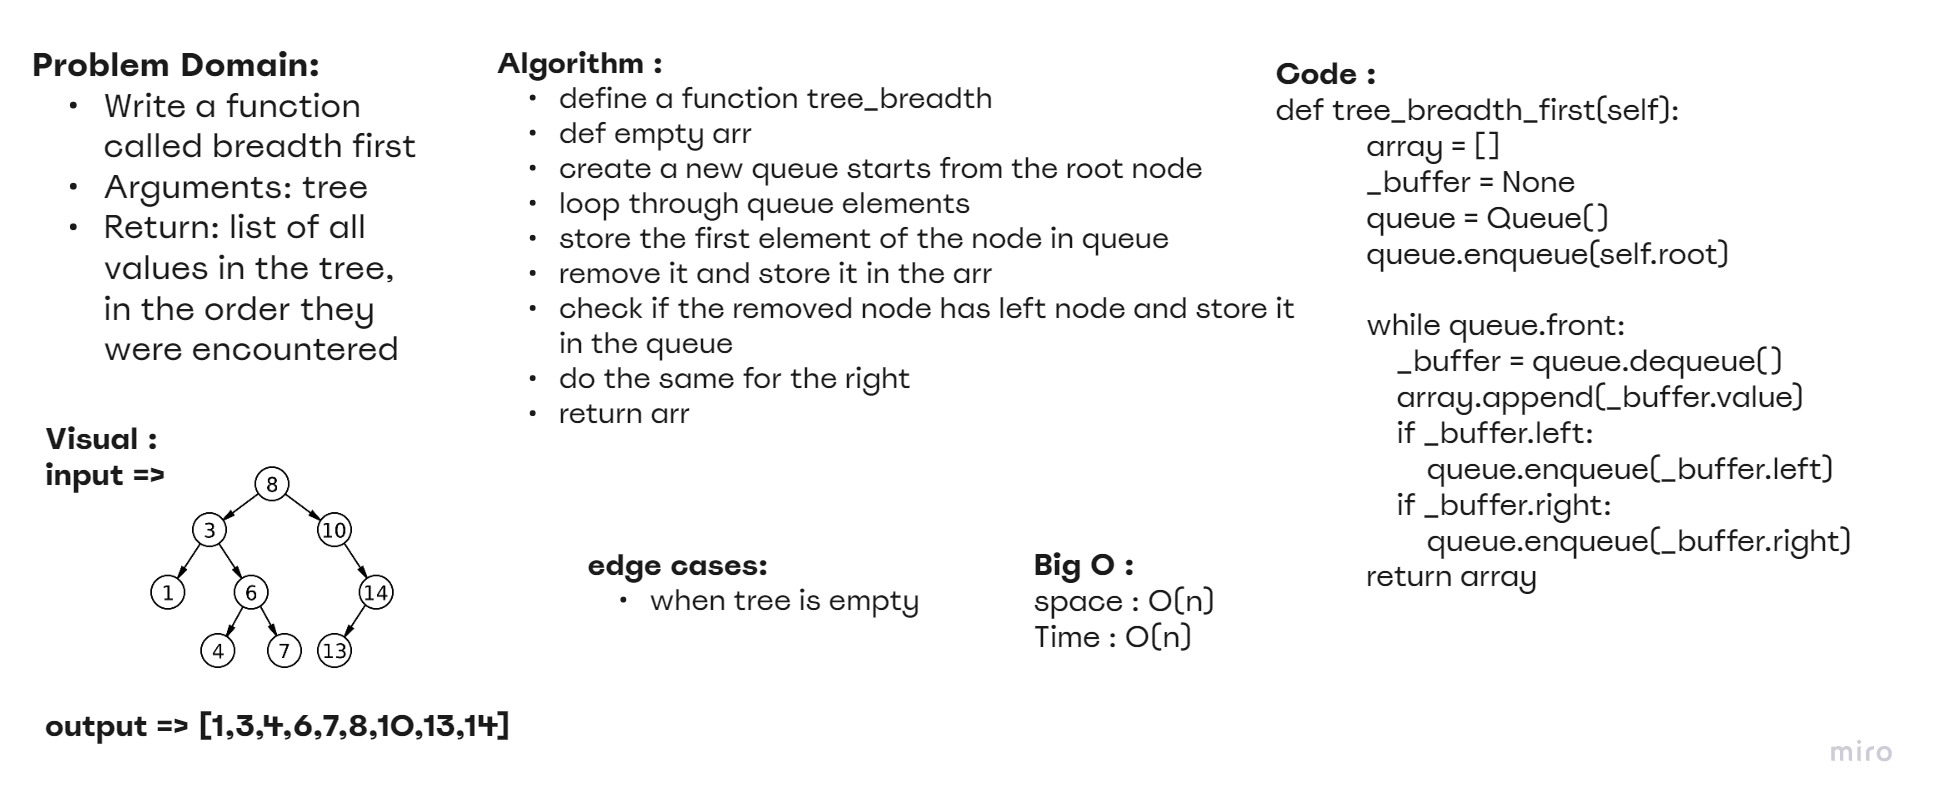 Problem Domain:
• Write a function
called breadth first
• Arguments: tree
• Return: list of all
values in the tree,
in the order they
were encountered
Visual :
input =>
8
3
10
1
6
14
4
7
13
output => [1,3,4,6,7,8,10,13,14]
Algorithm :
• define a function tree_breadth
• def empty arr
• create a new queue starts from the root node
• loop through queue elements
• store the first element of the node in queue
• remove it and store it in the arr
• check if the removed node has left node and store it
in the queue
• do the same for the right
• return arr
edge cases:
• when tree is empty
Big O :
space : O(n)
Time : O(n)
Code :
def tree_breadth_first(self):
array = []
_buffer = None
queue = Queue()
queue.enqueue(self.root)
while queue.front:
_buffer = queue.dequeue()
array.append(_buffer.value)
if _buffer.left:
queue.enqueue(_buffer.left)
if _buffer.right:
queue.enqueue(_buffer.right)
return array
miro